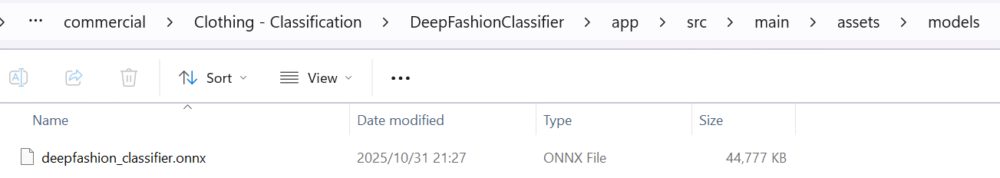 ··· commercial > Clothing - Classification > DeepFashionClassifier > app > src > main > assets > models
Sort View ···
Name Date modified Type Size
deepfashion_classifier.onnx 2025/10/31 21:27 ONNX File 44,777 KB